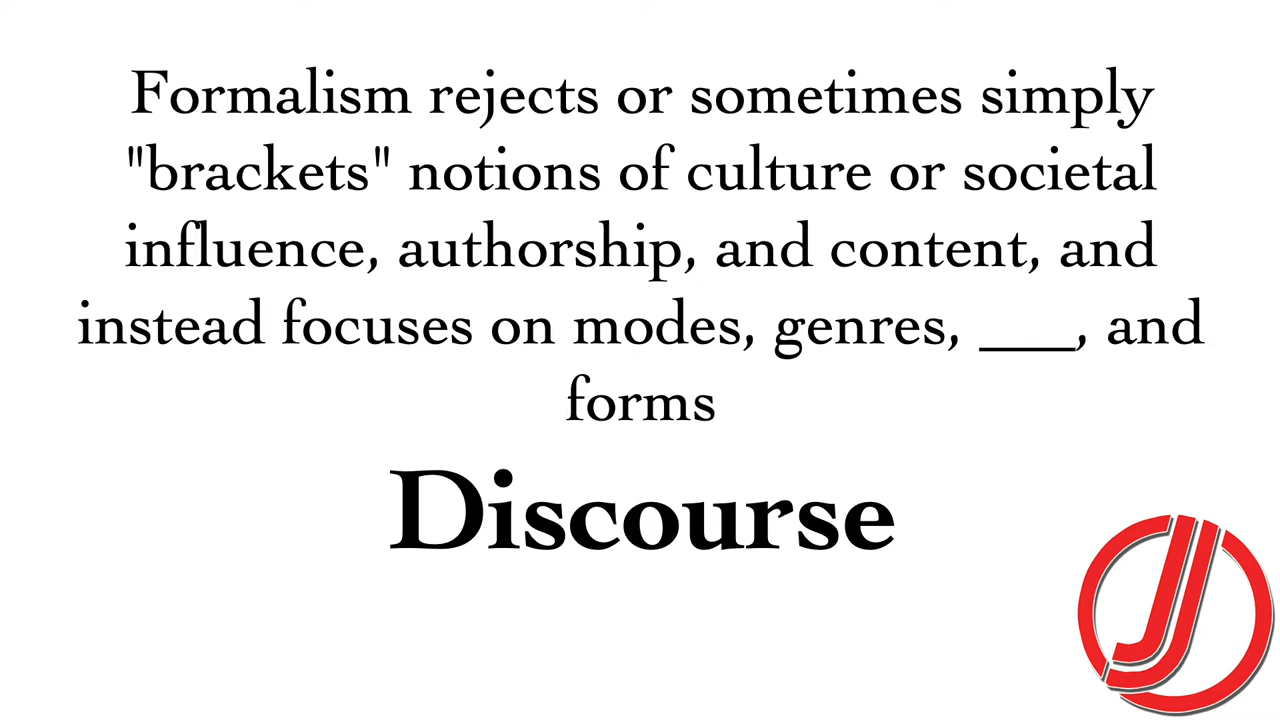 Formalism rejects or sometimes simply
"brackets" notions of culture or societal
influence, authorship, and content, and
instead focuses on modes, genres, ___, and
forms
Discourse